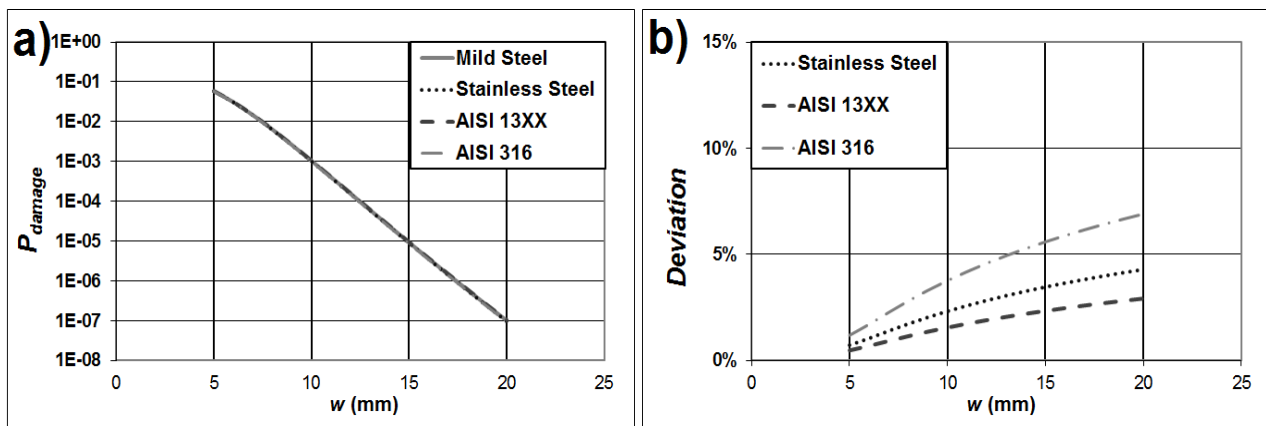 a)
1E+00
1E-01
1E-02
1E-03
1E-04
1E-05
1E-06
1E-07
1E-08
P damage
0 5 10 15 20 25
w (mm)
Mild Steel
Stainless Steel
AISI 13XX
AISI 316
b)
15%
10%
5%
0%
Deviation
0 5 10 15 20 25
w (mm)
Stainless Steel
AISI 13XX
AISI 316